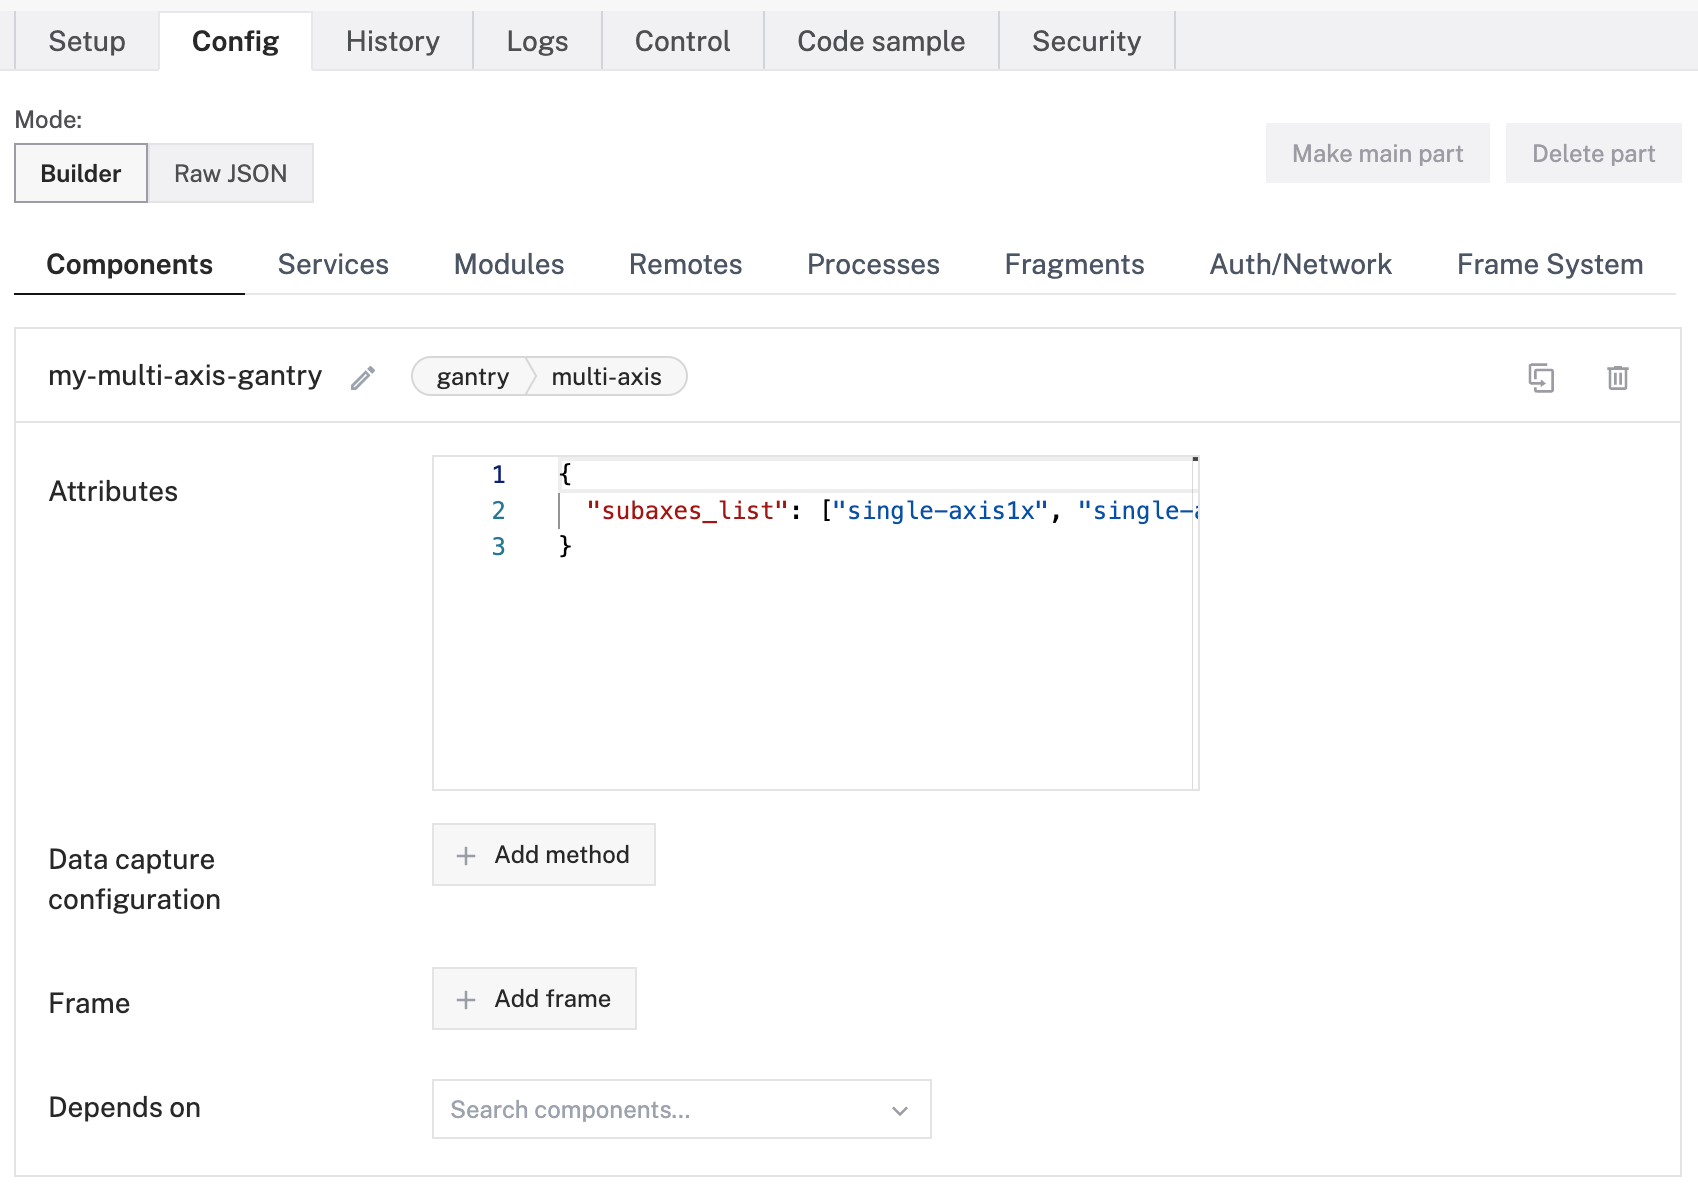 Setup Config History Logs Control Code sample Security
Mode:
Builder Raw JSON
Make main part Delete part
Components Services Modules Remotes Processes Fragments Auth/Network Frame System
my-multi-axis-gantry gantry multi-axis
Attributes
1 {
2 "subaxes_list": ["single-axis1x", "single-
3 }
Data capture
configuration
+ Add method
Frame
+ Add frame
Depends on
Search components...